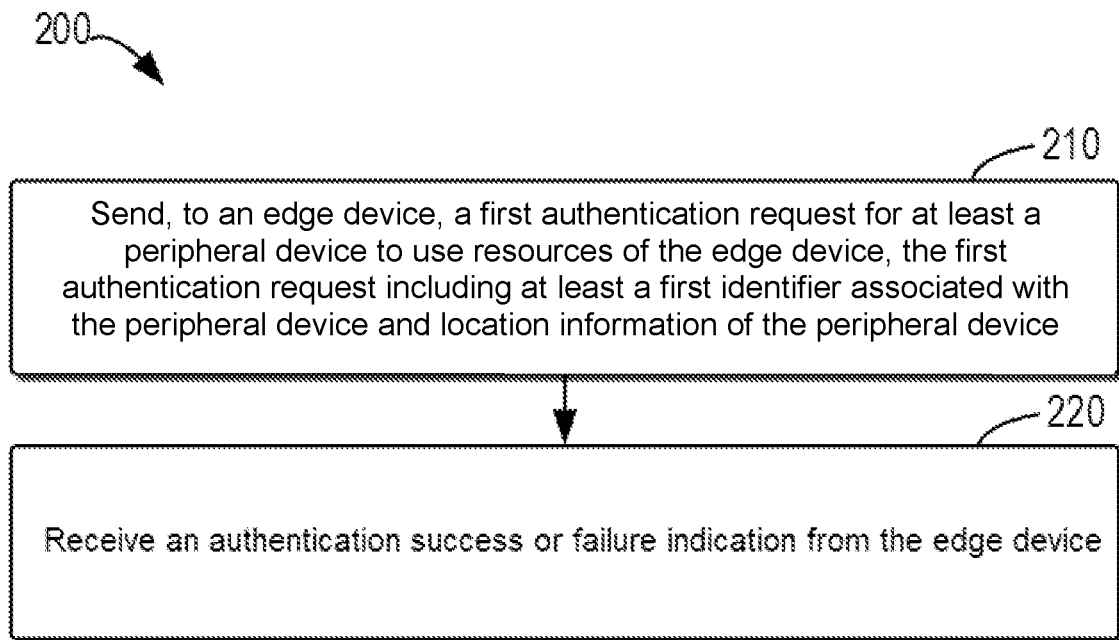 200
210
Send, to an edge device, a first authentication request for at least a
peripheral device to use resources of the edge device, the first
authentication request including at least a first identifier associated with
the peripheral device and location information of the peripheral device
220
Receive an authentication success or failure indication from the edge device